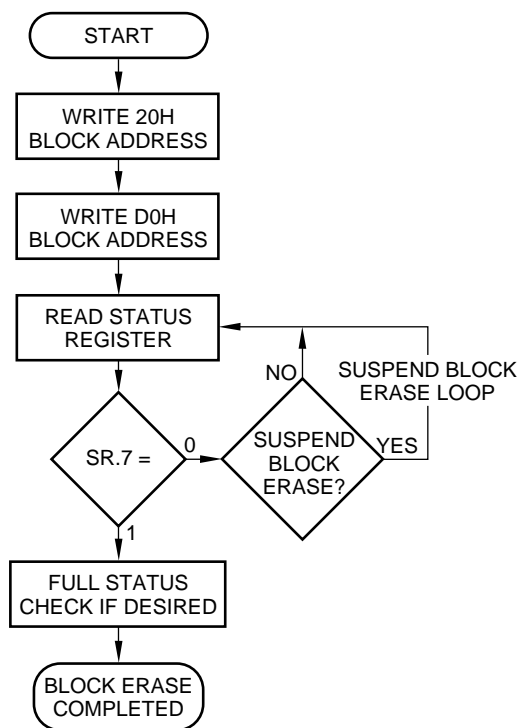 START
WRITE 20H
BLOCK ADDRESS
WRITE D0H
BLOCK ADDRESS
READ STATUS
REGISTER
NO
SUSPEND BLOCK
ERASE LOOP
SR.7 =
0
SUSPEND
BLOCK
ERASE?
YES
1
FULL STATUS
CHECK IF DESIRED
BLOCK ERASE
COMPLETED